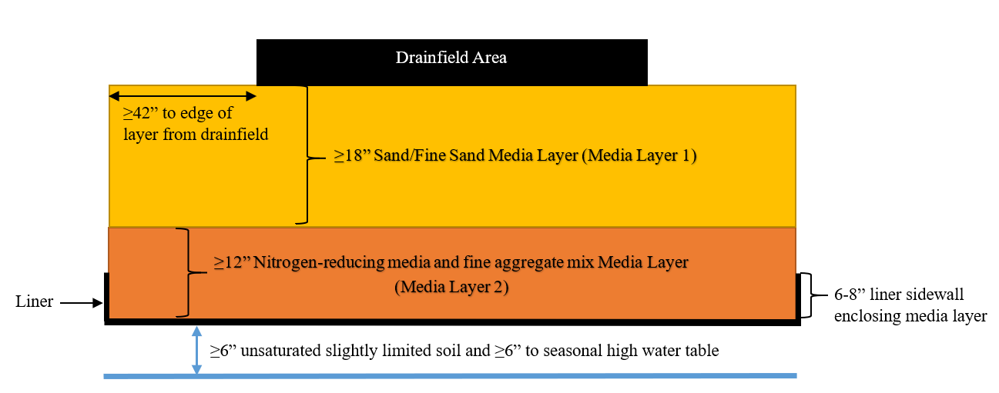 Drainfield Area
≥42” to edge of
layer from drainfield
≥18” Sand/Fine Sand Media Layer (Media Layer 1)
≥12” Nitrogen-reducing media and fine aggregate mix Media Layer
(Media Layer 2)
Liner
6-8” liner sidewall
enclosing media layer
≥6” unsaturated slightly limited soil and ≥6” to seasonal high water table